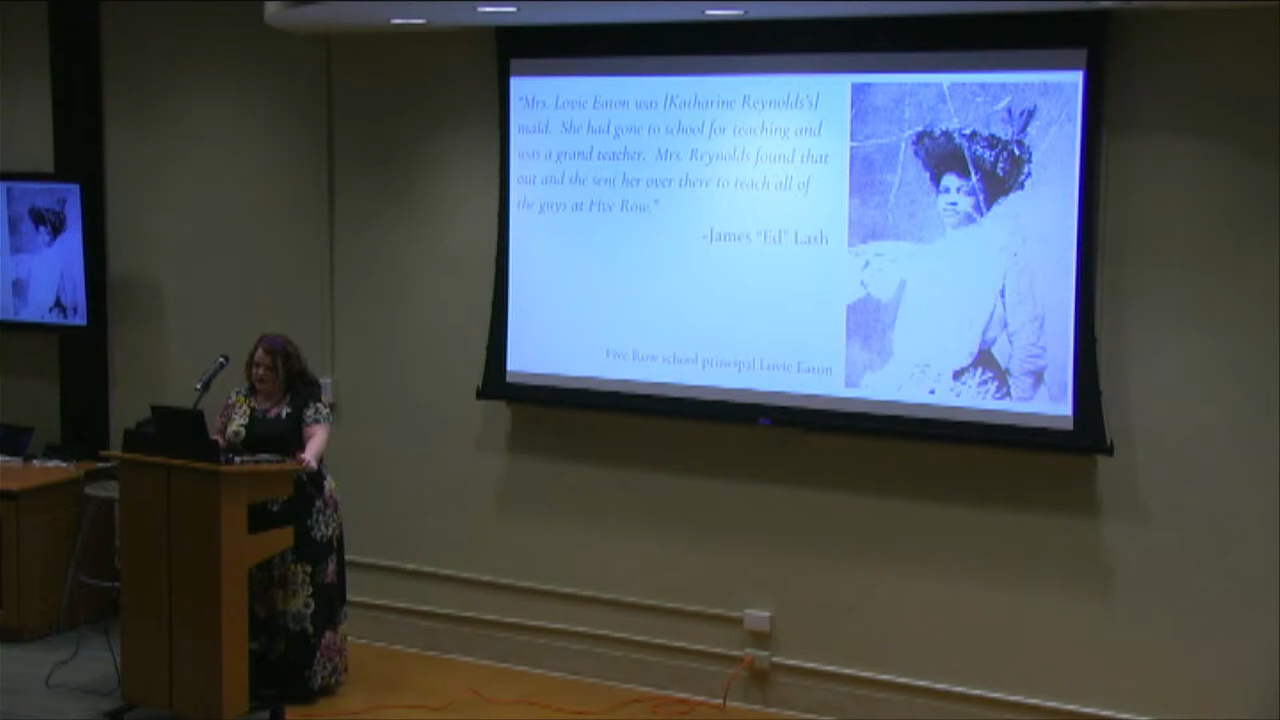 "Mrs. Lovie Eaton was [Katharine Reynolds's]
maid. She had gone to school for teaching and
was a grand teacher. Mrs. Reynolds found that
out and she sent her over there to teach all of
the guys at Five Row."
-James "Ed" Lash
Five Row school principal Lovie Eaton